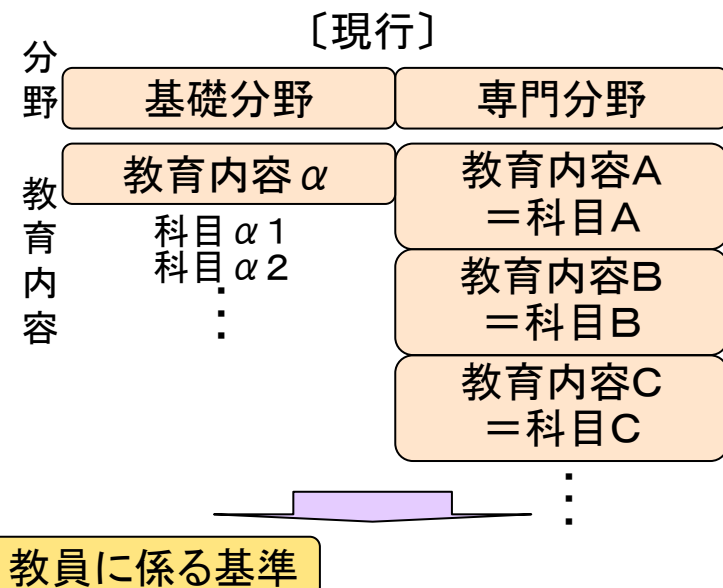 〔現行〕
分野
基礎分野
専門分野
教育内容
教育内容α
科目α1
科目α2
・・・
教育内容A
=科目A
教育内容B
=科目B
教育内容C
=科目C
・・・
教員に係る基準